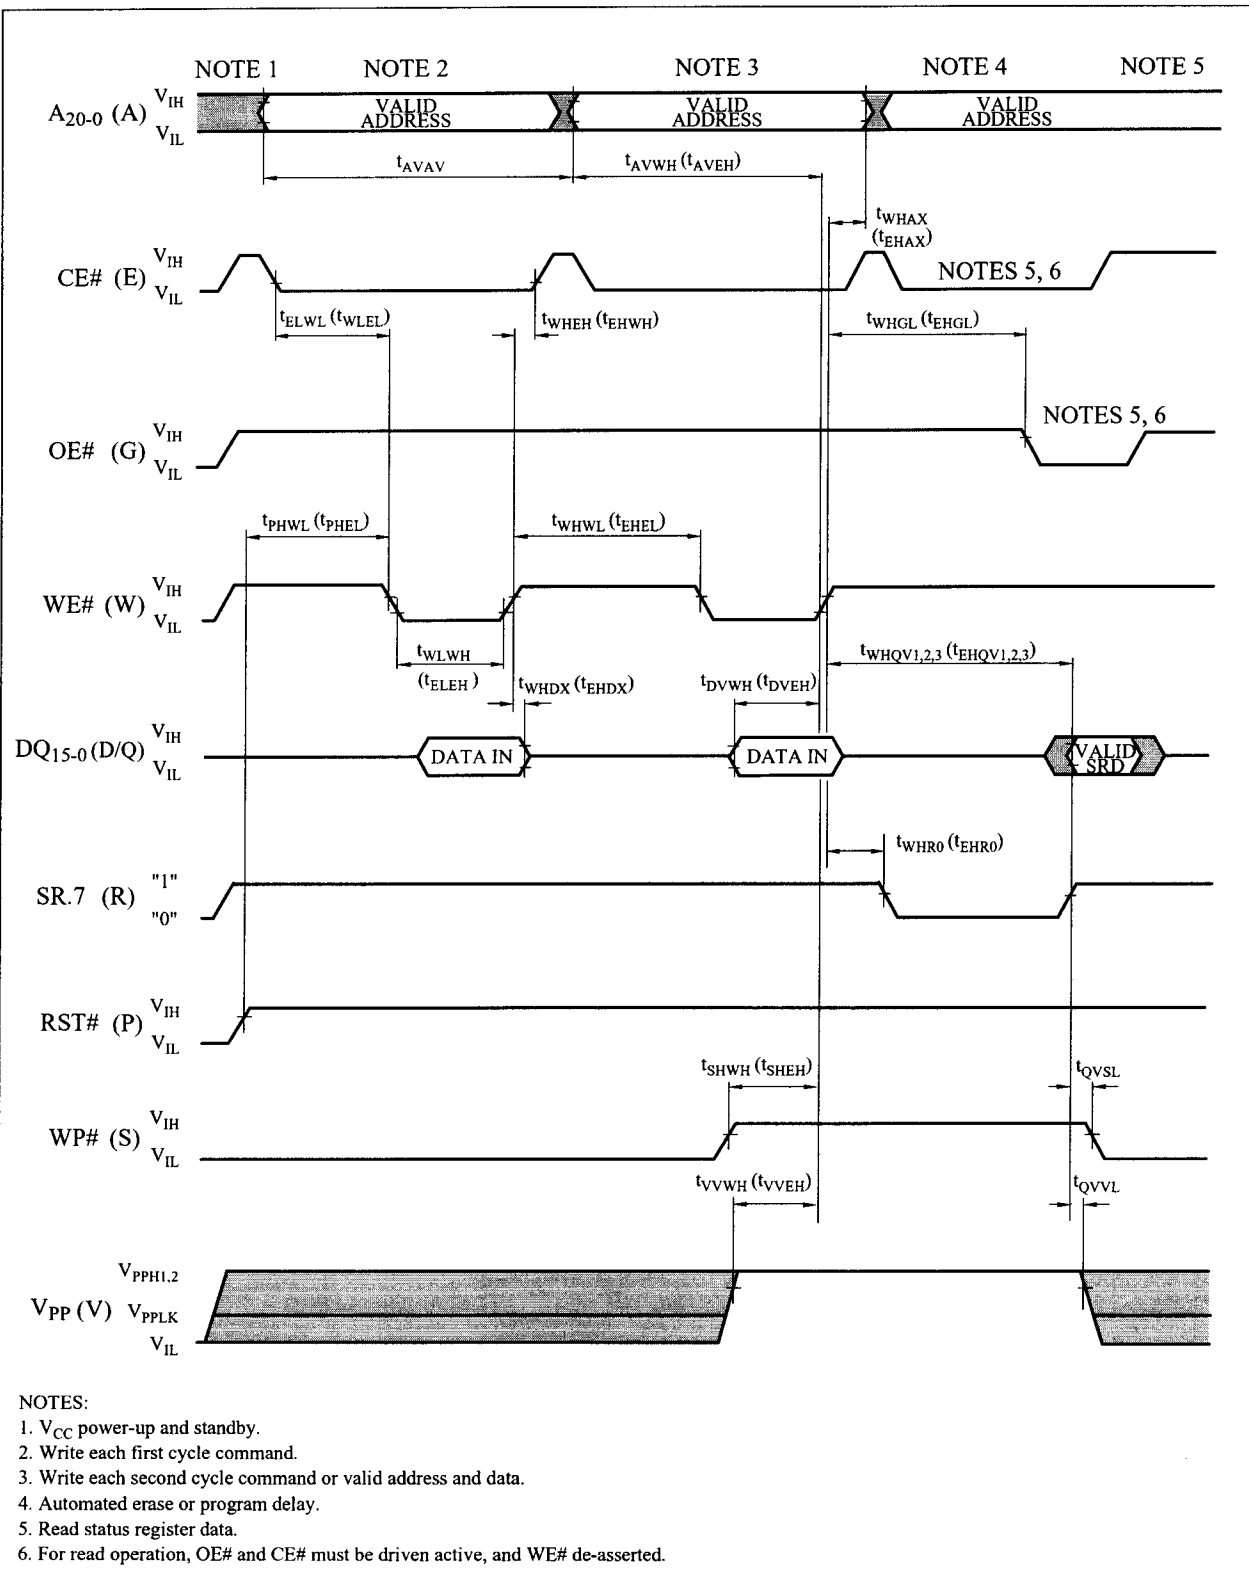 NOTE 1 NOTE 2 NOTE 3 NOTE 4 NOTE 5
A20-0 (A) VIH VIL
VALID ADDRESS VALID ADDRESS VALID ADDRESS
tAVAV tAVWH (tAVEH)
tWHAX
(tEHAX)
CE# (E) VIH VIL
NOTES 5, 6
tELWL (tWLEL) tWHEH (tEHWH) tWHGL (tEHGL)
OE# (G) VIH VIL
NOTES 5, 6
tPHWL (tPHEL) tWHWL (tEHEL)
WE# (W) VIH VIL
tWLWH
(tELEH )
tWHQV1,2,3 (tEHQV1,2,3)
tWHDX (tEHDX) tDVWH (tDVEH)
DQ15-0 (D/Q) VIH VIL
DATA IN DATA IN VALID SRD
tWHR0 (tEHR0)
SR.7 (R) "1" "0"
RST# (P) VIH VIL
tSHWH (tSHEH) tQVSL
WP# (S) VIH VIL
tVVWH (tVVEH) tQVVL
VPPH1,2
VPP (V) VPPLK
VIL
NOTES:
1. VCC power-up and standby.
2. Write each first cycle command.
3. Write each second cycle command or valid address and data.
4. Automated erase or program delay.
5. Read status register data.
6. For read operation, OE# and CE# must be driven active, and WE# de-asserted.